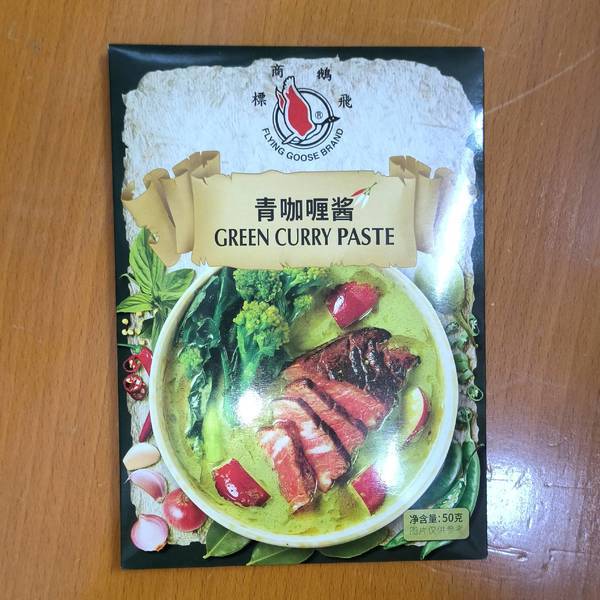 商 鵝
標 飛
®
FLYING GOOSE BRAND
青咖喱酱
GREEN CURRY PASTE
净含量:50克
图片仅供参考